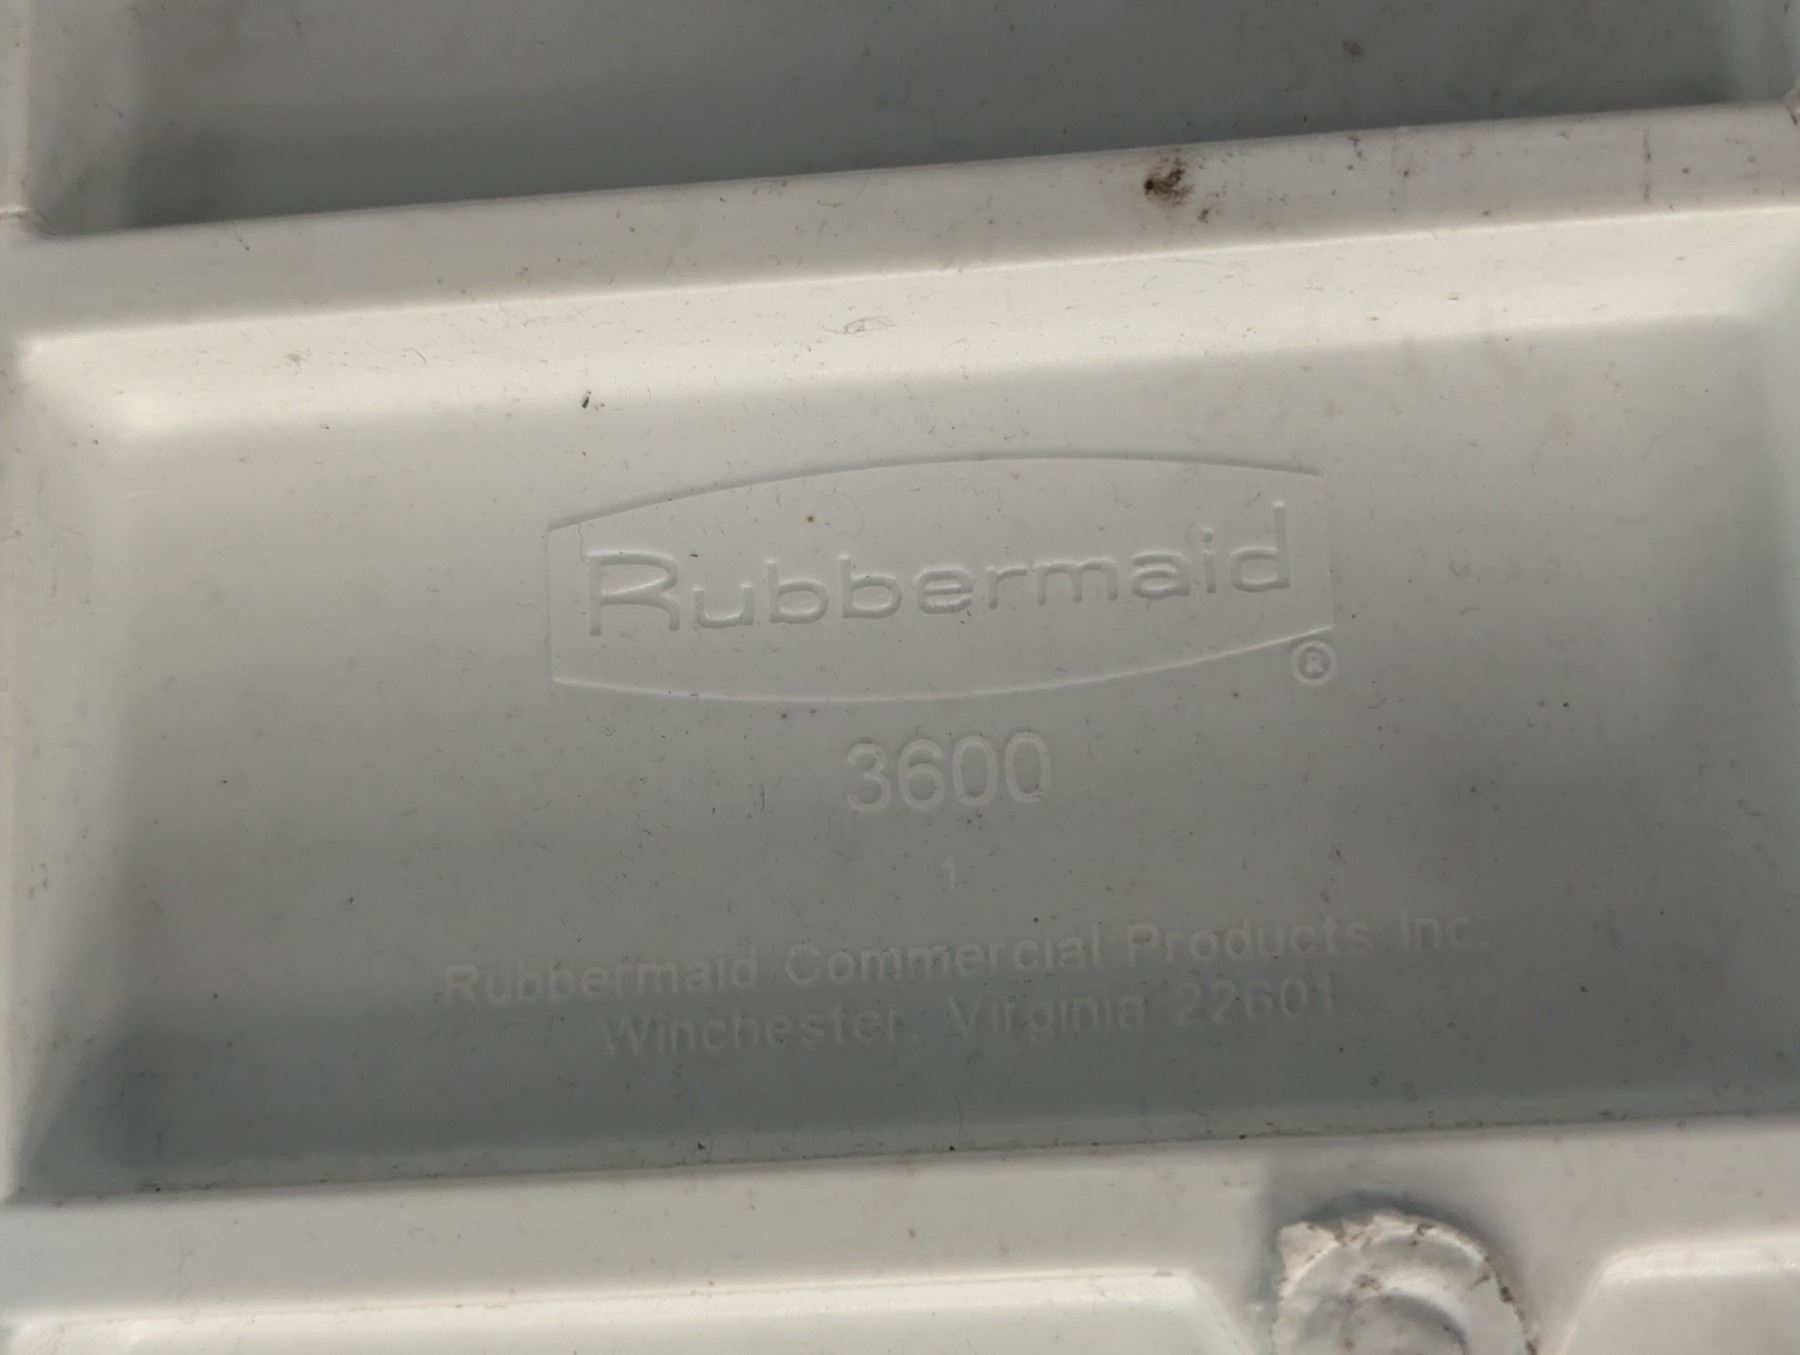 Rubbermaid
®
3600
1
Rubbermaid Commercial Products Inc.
Winchester, Virginia 22601